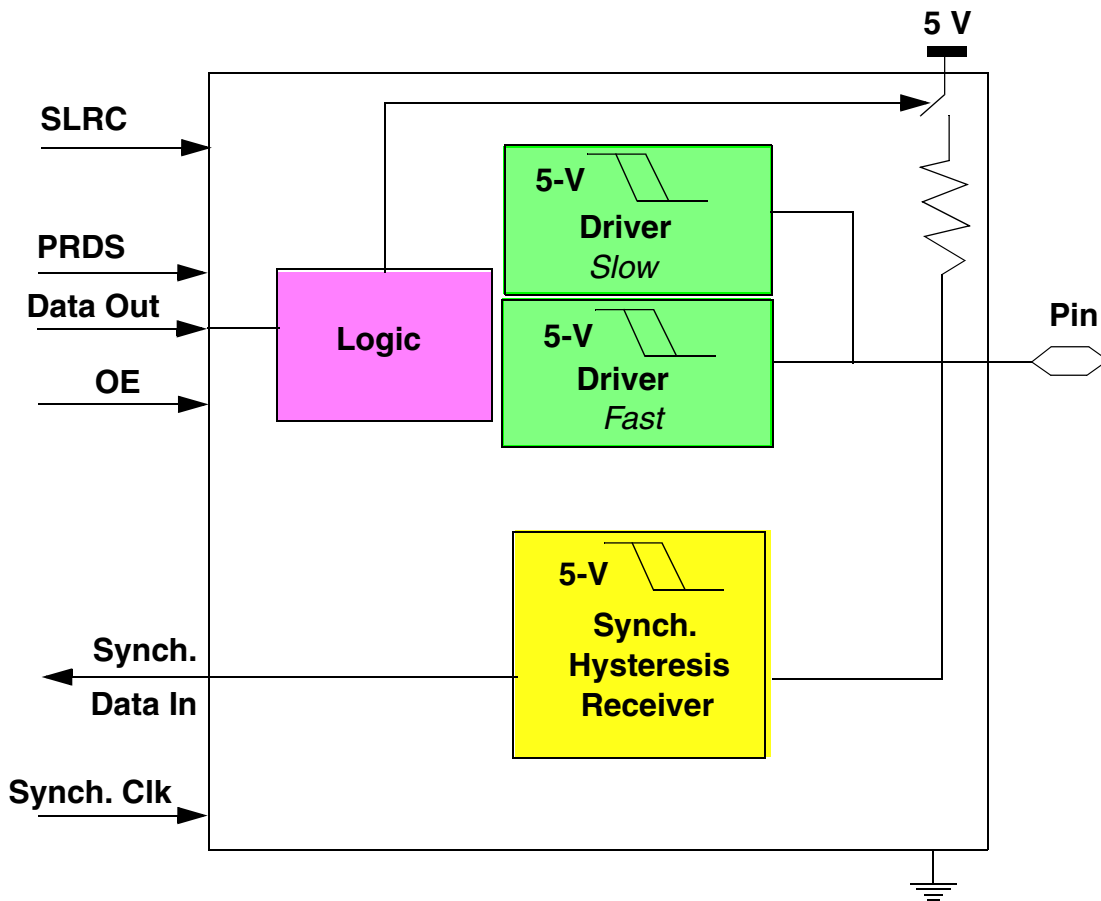 5 V
SLRC
5-V
Driver
Slow
PRDS
Data Out
Logic
5-V
Driver
Fast
Pin
OE
5-V
Synch.
Hysteresis
Receiver
Synch.
Data In
Synch. Clk